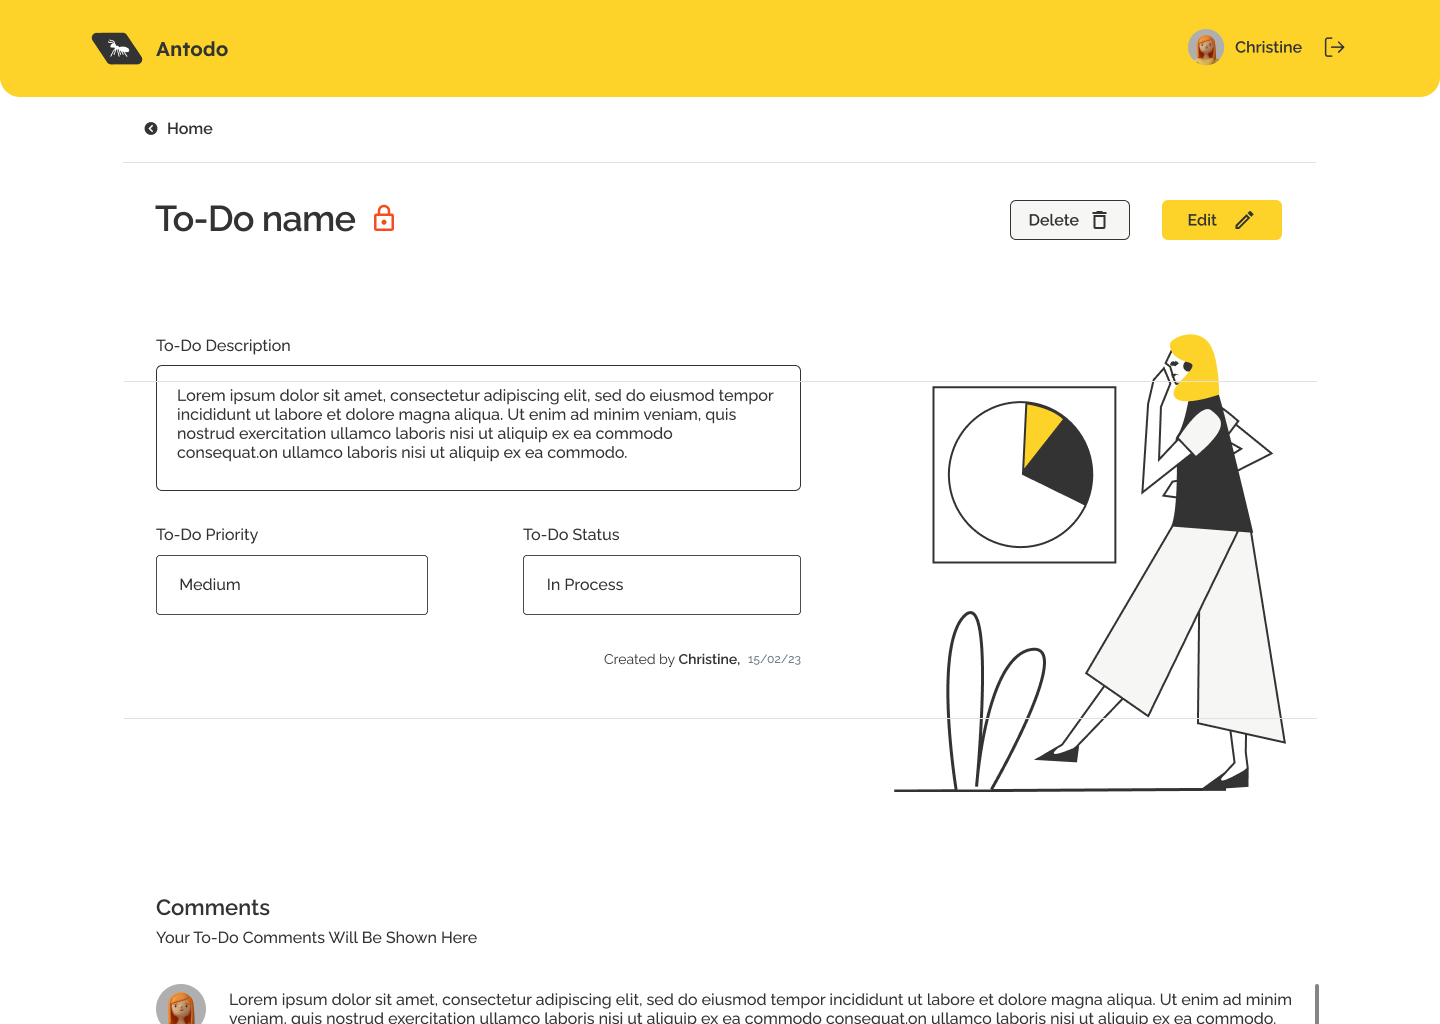 Antodo
Christine
Home
To-Do name
Delete
Edit
To-Do Description
Lorem ipsum dolor sit amet, consectetur adipiscing elit, sed do eiusmod tempor
incididunt ut labore et dolore magna aliqua. Ut enim ad minim veniam, quis
nostrud exercitation ullamco laboris nisi ut aliquip ex ea commodo
consequat.on ullamco laboris nisi ut aliquip ex ea commodo.
To-Do Priority
To-Do Status
Medium
In Process
Created by Christine, 15/02/23
Comments
Your To-Do Comments Will Be Shown Here
Lorem ipsum dolor sit amet, consectetur adipiscing elit, sed do eiusmod tempor incididunt ut labore et dolore magna aliqua. Ut enim ad minim
veniam, quis nostrud exercitation ullamco laboris nisi ut aliquip ex ea commodo consequat.on ullamco laboris nisi ut aliquip ex ea commodo.